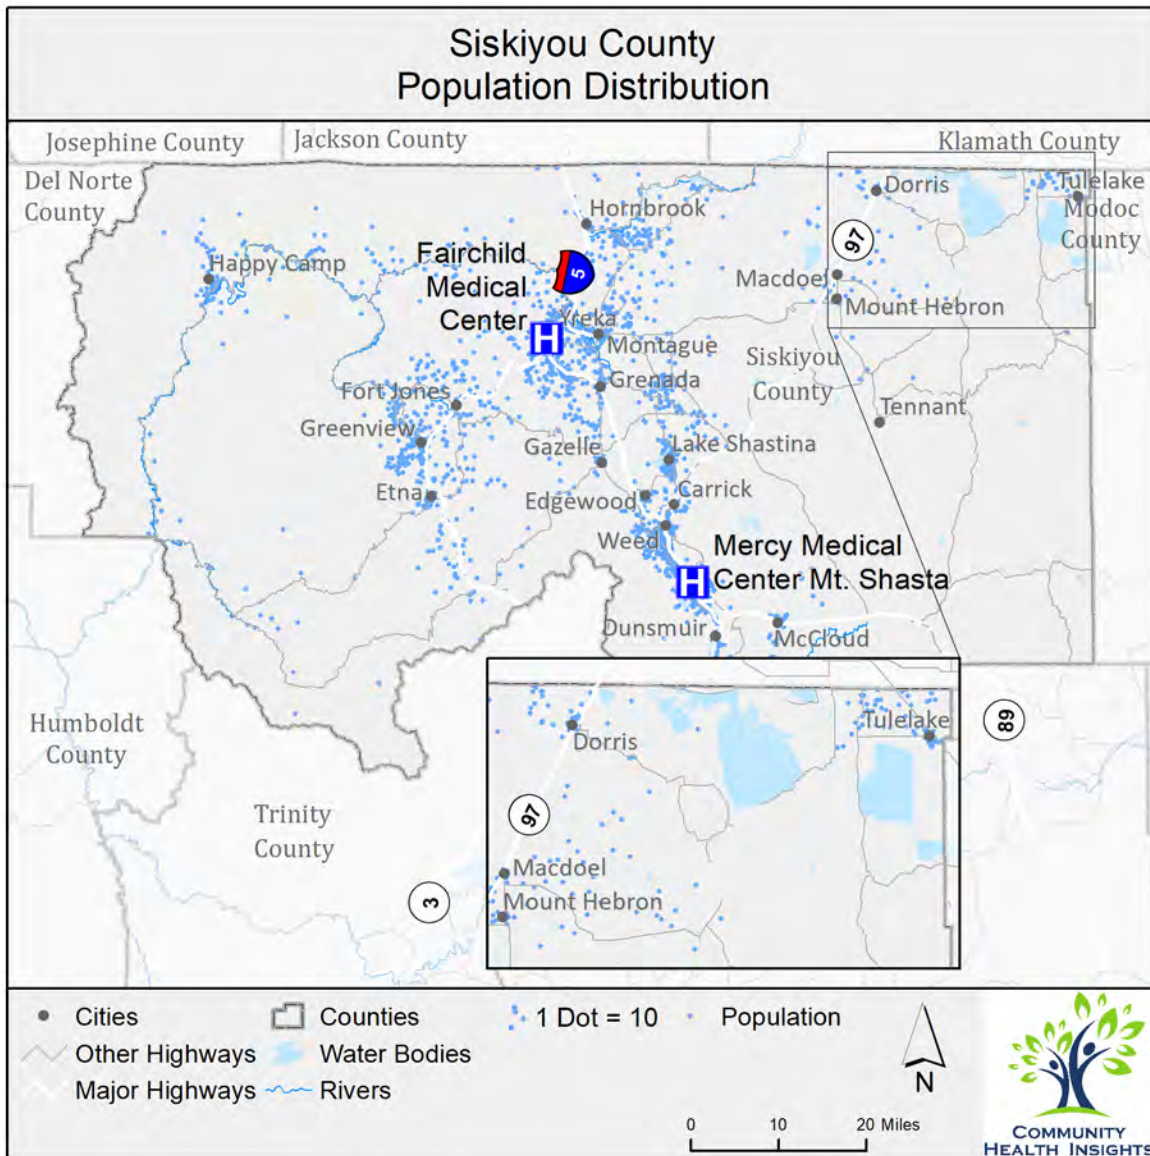 Siskiyou County
Population Distribution
Josephine County
Jackson County
Klamath County
Del Norte
County
Dorris
Tulelake
Modoc
County
Hornbrook
97
Fairchild
Medical
Center
5
Happy Camp
Macdoel
Mount Hebron
Yreka
Montague
Siskiyou
County
Grenada
Fort Jones
Tennant
Greenview
Gazelle
Lake Shastina
Etna
Edgewood
Carrick
Weed
H
H
Mercy Medical
Center Mt. Shasta
Dunsmuir
McCloud
Humboldt
County
Trinity
County
3
89
Dorris
Tulelake
97
Macdoel
Mount Hebron
Cities
Counties
1 Dot = 10
Population
Other Highways
Water Bodies
Major Highways
Rivers
N
0 10 20 Miles
COMMUNITY
HEALTH INSIGHTS